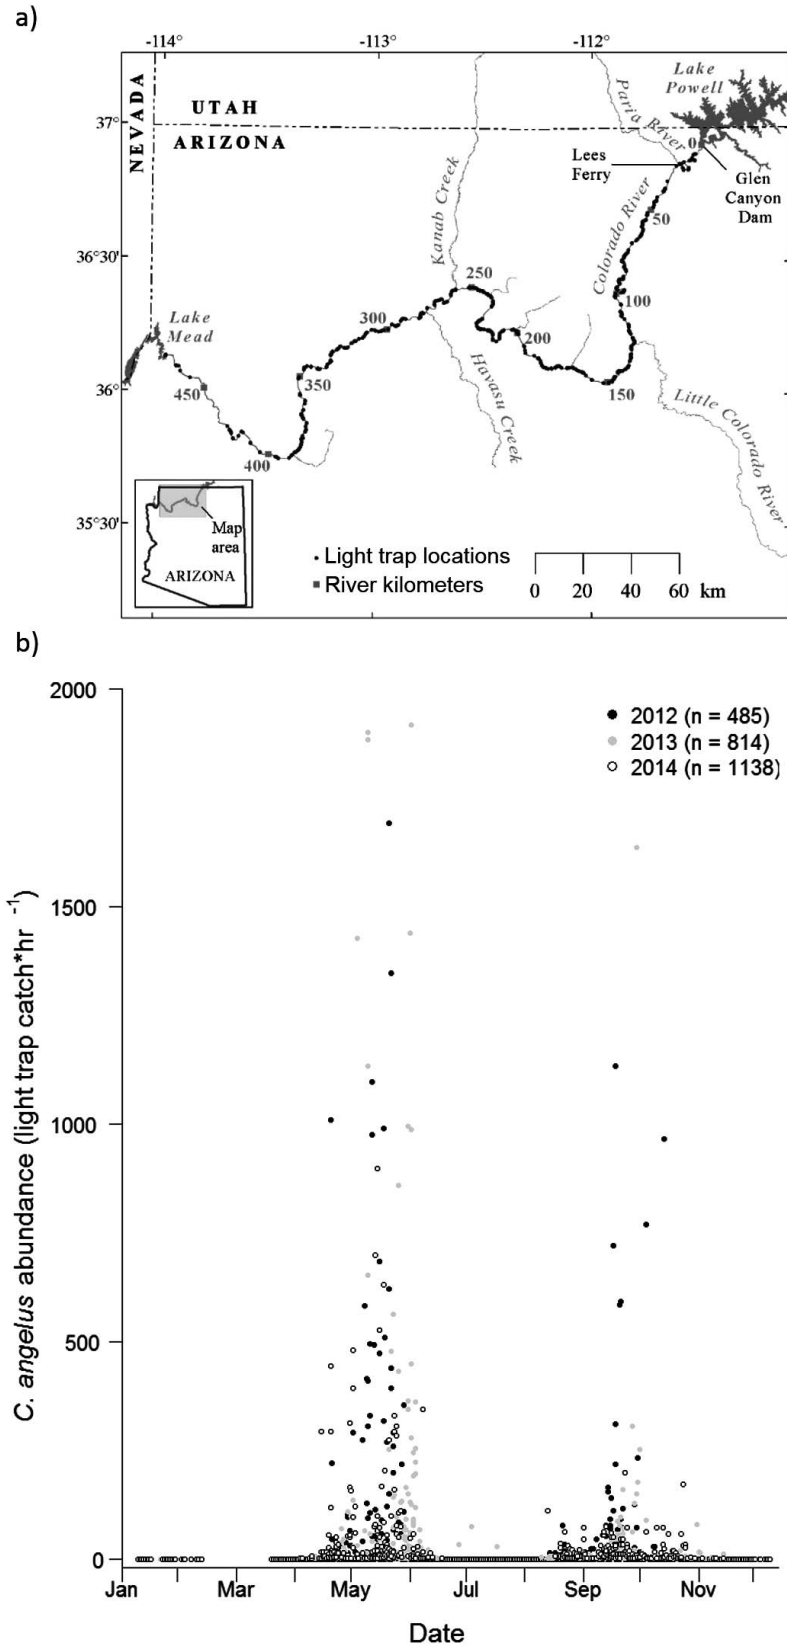 a)
-114° -113° -112°
37°
36°30'
36°
35°30'
NEVADA
UTAH
ARIZONA
Lake
Powell
Paria River
Lees
Ferry
0
Glen
Canyon
Dam
Kanab Creek
Colorado River
50
100
150
200
250
300
350
400
450
Lake
Mead
Havasu Creek
Little Colorado River
Map
area
ARIZONA
Light trap locations
River kilometers
0 20 40 60 km
b)
2000
1500
1000
500
0
2012 (n = 485)
2013 (n = 814)
2014 (n = 1138)
C. angelus abundance (light trap catch*hr -1)
Jan Mar May Jul Sep Nov
Date